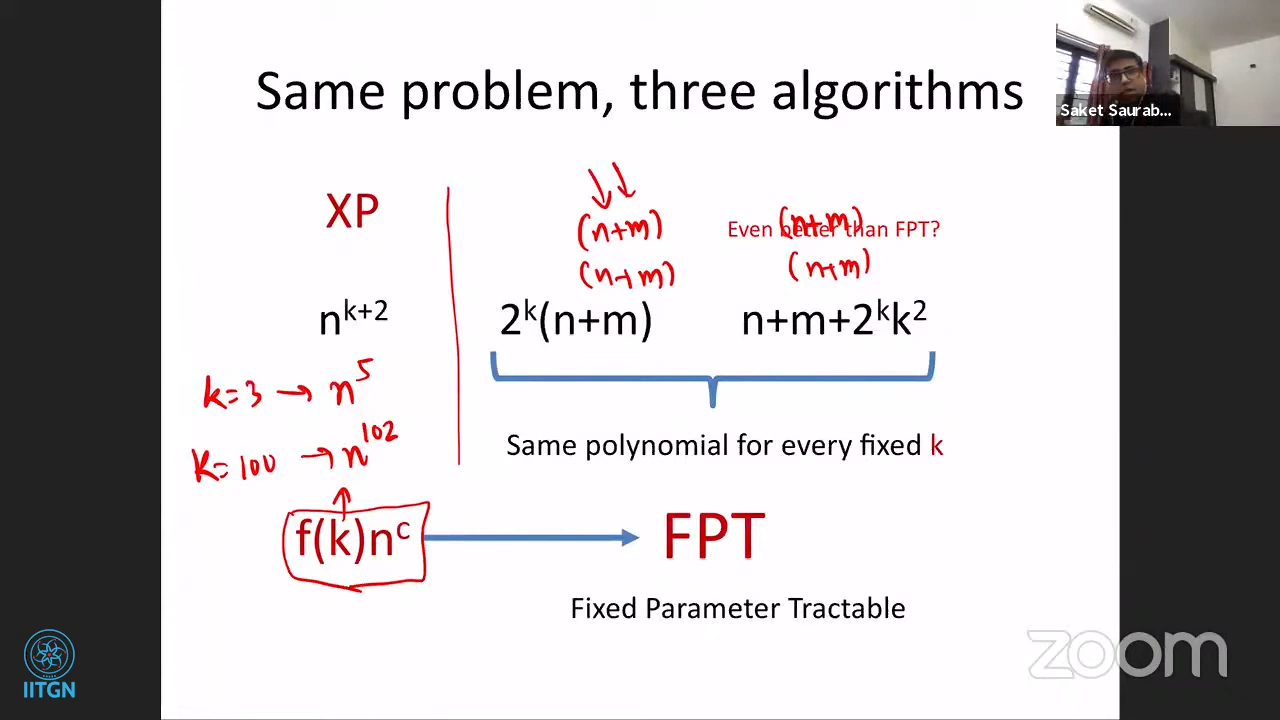 Same problem, three algorithms
Saket Saurab...
XP
(n+m)
(n+m)
Even better than FPT?
(n+m)
(n+m)
n^{k+2}
2^k(n+m)
n+m+2^kk^2
k=3 → n^5
k=100 → n^{102}
Same polynomial for every fixed k
f(k)n^c
FPT
Fixed Parameter Tractable
IITGN
zoom